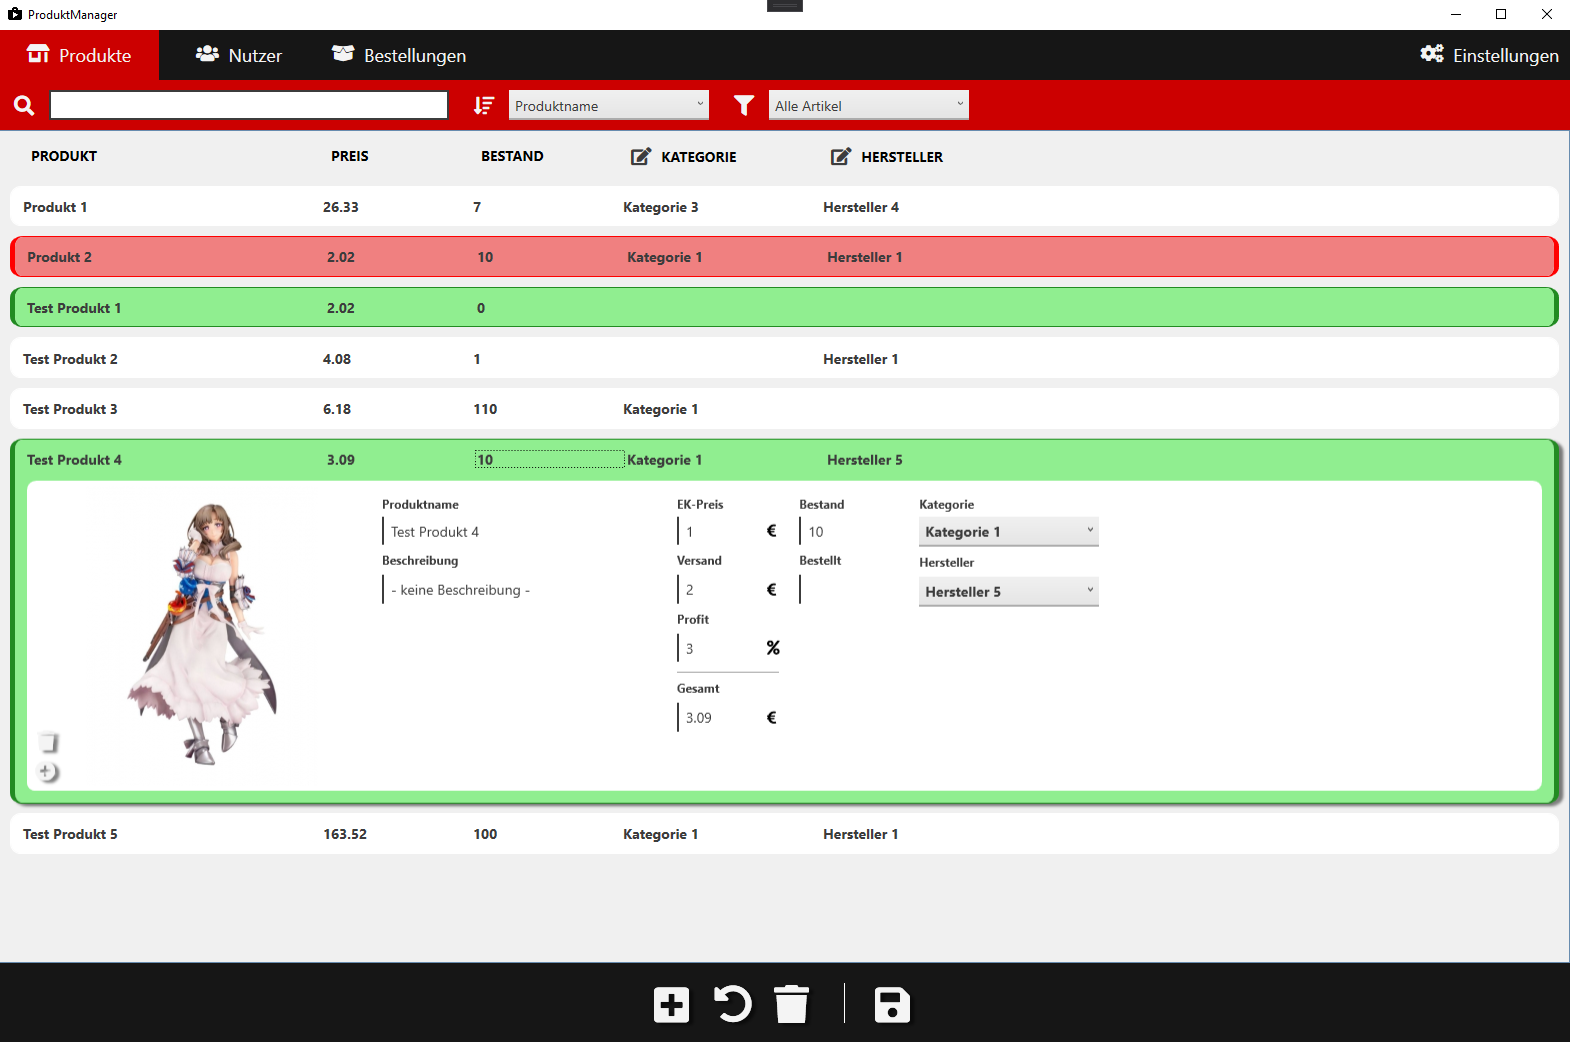 ProduktManager
Produkte Nutzer Bestellungen Einstellungen
Produktname Alle Artikel
PRODUKT PREIS BESTAND KATEGORIE HERSTELLER
Produkt 1 26.33 7 Kategorie 3 Hersteller 4
Produkt 2 2.02 10 Kategorie 1 Hersteller 1
Test Produkt 1 2.02 0
Test Produkt 2 4.08 1 Hersteller 1
Test Produkt 3 6.18 110 Kategorie 1
Test Produkt 4 3.09 10 Kategorie 1 Hersteller 5
Produktname EK-Preis Bestand Kategorie
Test Produkt 4 1 € 10 Kategorie 1
Beschreibung Versand Bestellt Hersteller
- keine Beschreibung - 2 € Hersteller 5
Profit
3 %
Gesamt
3.09 €
Test Produkt 5 163.52 100 Kategorie 1 Hersteller 1